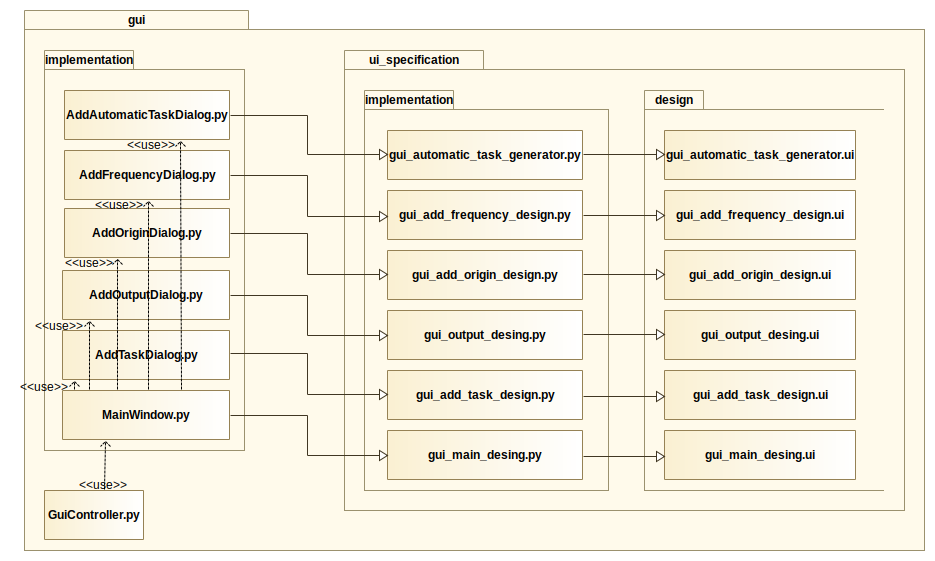 gui
implementation
ui_specification
implementation
design
AddAutomaticTaskDialog.py
<<use>>
AddFrequencyDialog.py
<<use>>
AddOriginDialog.py
<<use>>
AddOutputDialog.py
<<use>>
AddTaskDialog.py
<<use>>
MainWindow.py
<<use>>
GuiController.py
gui_automatic_task_generator.py
gui_add_frequency_design.py
gui_add_origin_design.py
gui_output_desing.py
gui_add_task_design.py
gui_main_desing.py
gui_automatic_task_generator.ui
gui_add_frequency_design.ui
gui_add_origin_design.ui
gui_output_desing.ui
gui_add_task_design.ui
gui_main_desing.ui